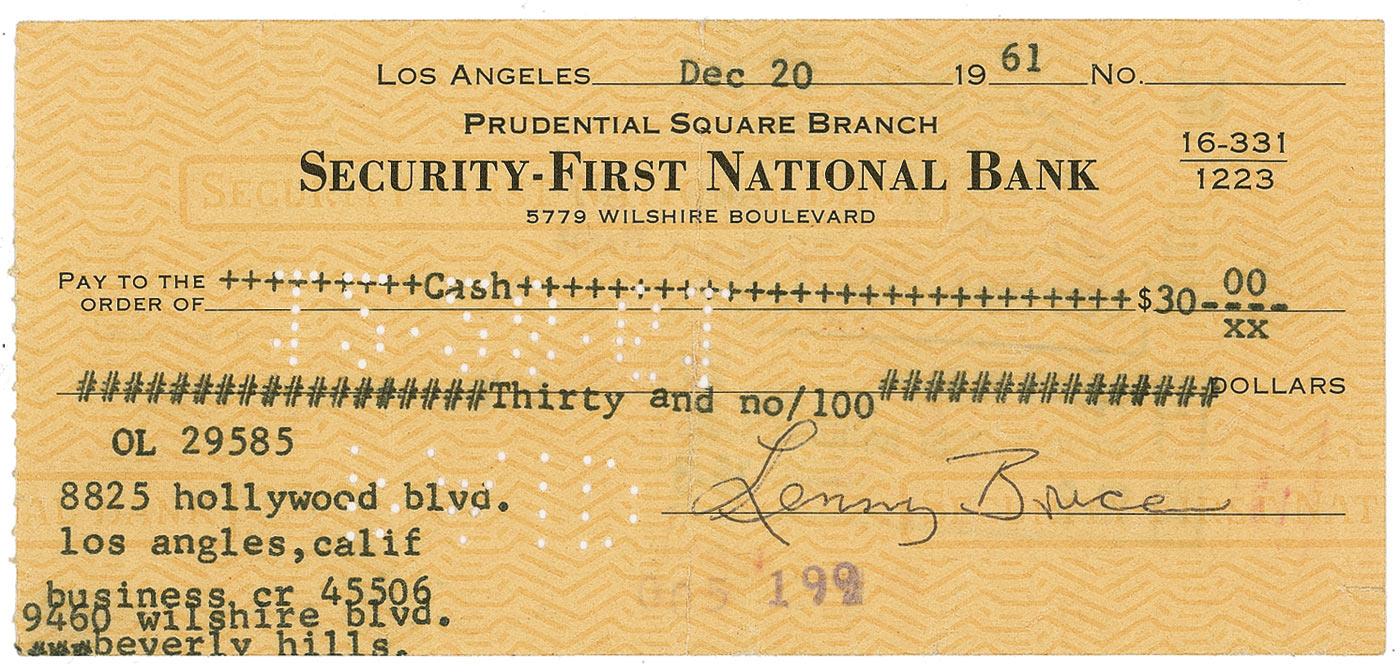 LOS ANGELES Dec 20 19 61 No.
PRUDENTIAL SQUARE BRANCH
SECURITY-FIRST NATIONAL BANK
16-331
1223
5779 WILSHIRE BOULEVARD
PAY TO THE ORDER OF +++++++++Cash++++++++++++++++++++++++++++++ $30-00---
xx
##################Thirty and no/100############### DOLLARS
OL 29585
8825 hollywood blvd.
los angles,calif
Lenny Bruce
business cr 45506
9460 wilshire blvd.
###beverly hills.
199